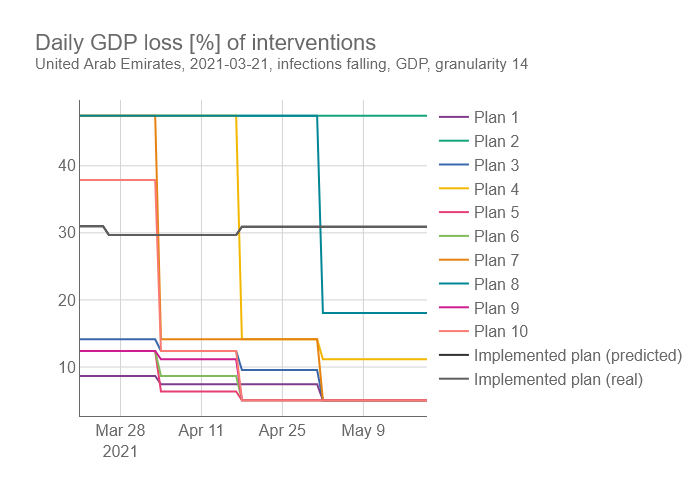 Daily GDP loss [%] of interventions
United Arab Emirates, 2021-03-21, infections falling, GDP, granularity 14
40
30
20
10
Mar 28
2021
Apr 11
Apr 25
May 9
Plan 1
Plan 2
Plan 3
Plan 4
Plan 5
Plan 6
Plan 7
Plan 8
Plan 9
Plan 10
Implemented plan (predicted)
Implemented plan (real)